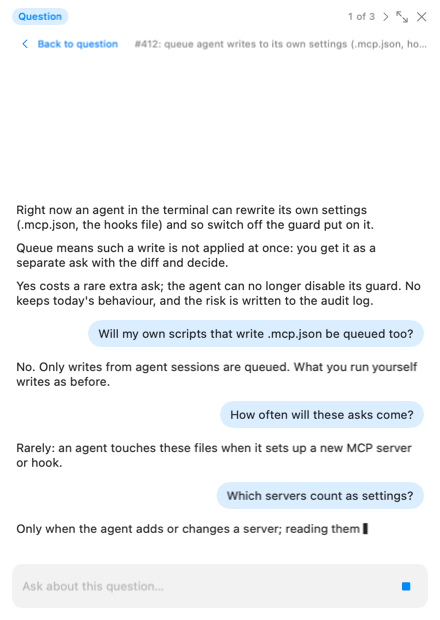 Question
1 of 3
Back to question
#412: queue agent writes to its own settings (.mcp.json, ho...
Right now an agent in the terminal can rewrite its own settings
(.mcp.json, the hooks file) and so switch off the guard put on it.
Queue means such a write is not applied at once: you get it as a
separate ask with the diff and decide.
Yes costs a rare extra ask; the agent can no longer disable its guard. No
keeps today's behaviour, and the risk is written to the audit log.
Will my own scripts that write .mcp.json be queued too?
No. Only writes from agent sessions are queued. What you run yourself
writes as before.
How often will these asks come?
Rarely: an agent touches these files when it sets up a new MCP server
or hook.
Which servers count as settings?
Only when the agent adds or changes a server; reading them
Ask about this question...